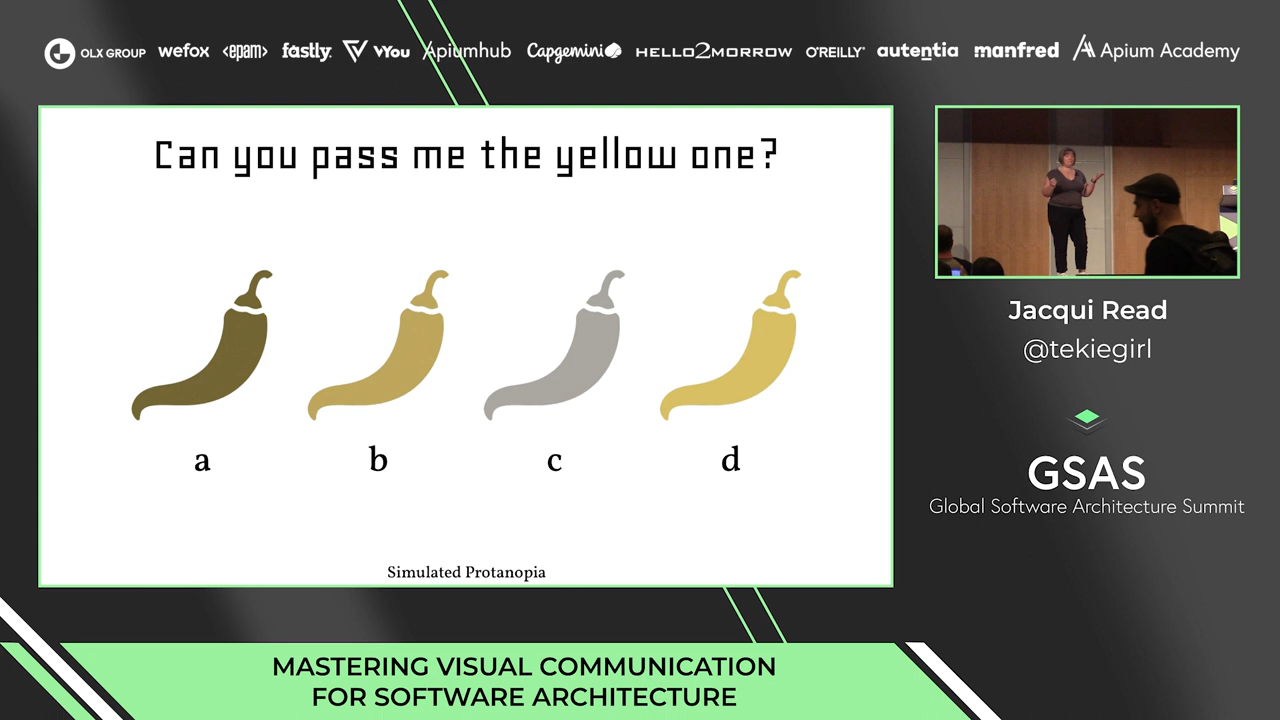 OLX GROUP wefox <epam> fastly. YYou Apiumhub Capgemini HELLO2MORROW O'REILLY® autentia manfred Apium Academy
Can you pass me the yellow one?
a b c d
Simulated Protanopia
Jacqui Read
@tekiegirl
GSAS
Global Software Architecture Summit
MASTERING VISUAL COMMUNICATION
FOR SOFTWARE ARCHITECTURE